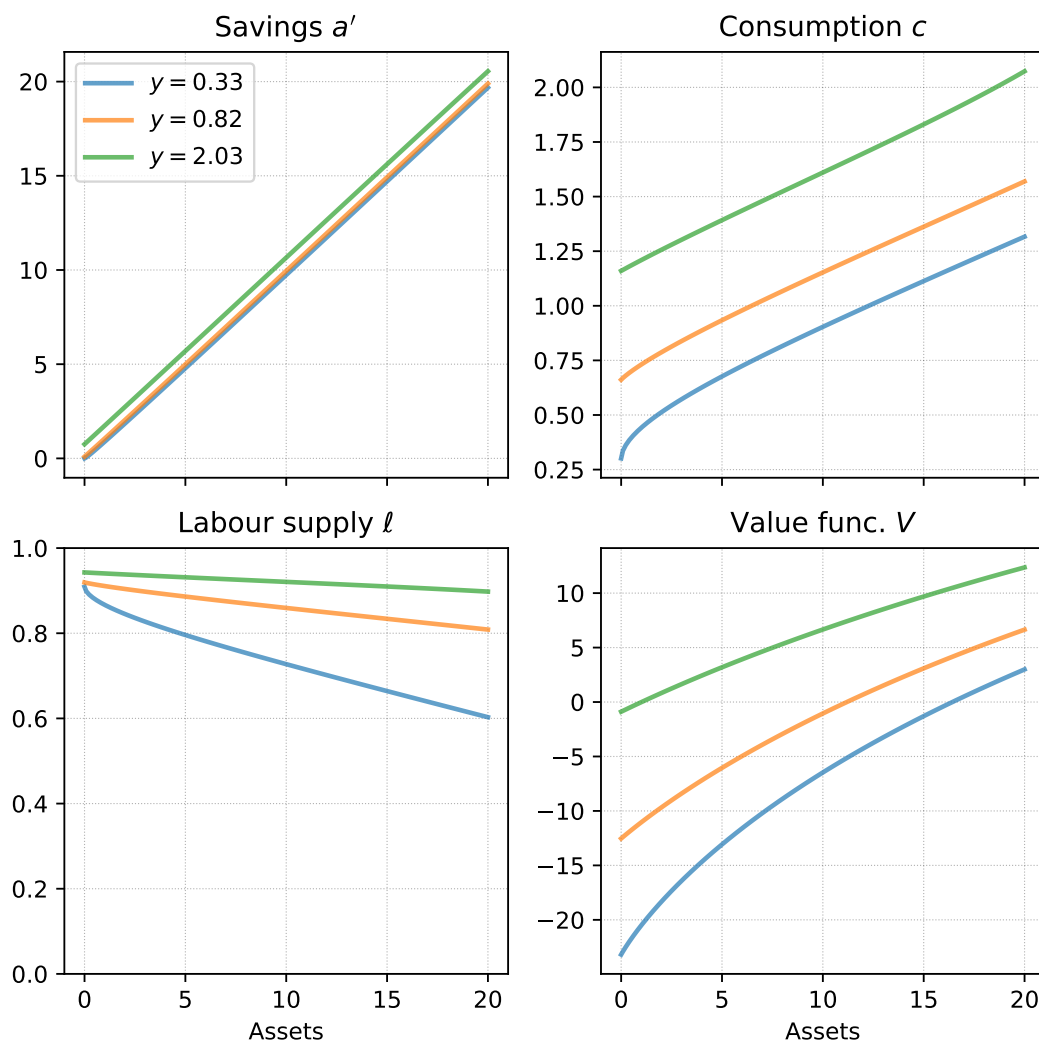 Savings a′
20
15
10
5
0
y = 0.33
y = 0.82
y = 2.03
Consumption c
2.00
1.75
1.50
1.25
1.00
0.75
0.50
0.25
Labour supply ℓ
1.0
0.8
0.6
0.4
0.2
0.0
0 5 10 15 20
Assets
Value func. V
10
5
0
−5
−10
−15
−20
0 5 10 15 20
Assets